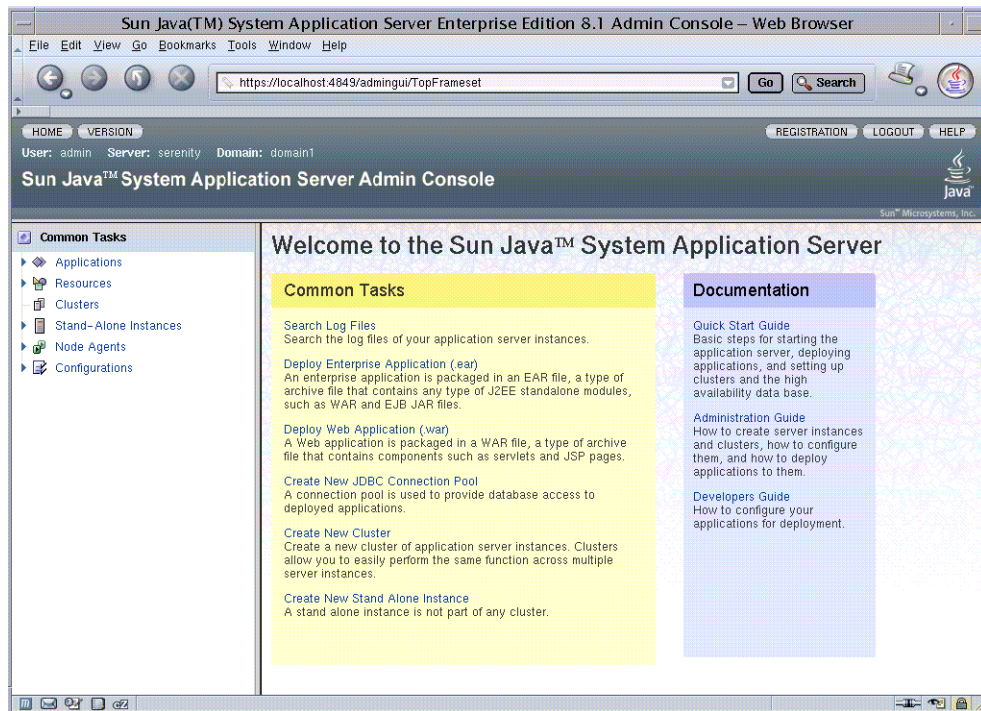 Sun Java(TM) System Application Server Enterprise Edition 8.1 Admin Console – Web Browser
File Edit View Go Bookmarks Tools Window Help
https://localhost:4849/admingui/TopFrameset
Go
Search
HOME VERSION
REGISTRATION LOGOUT HELP
User: admin Server: serenity Domain: domain1
Sun Java™ System Application Server Admin Console
Java™
Sun™ Microsystems, Inc.
Common Tasks
Applications
Resources
Clusters
Stand-Alone Instances
Node Agents
Configurations
Welcome to the Sun Java™ System Application Server
Common Tasks
Search Log Files
Search the log files of your application server instances.
Deploy Enterprise Application (.ear)
An enterprise application is packaged in an EAR file, a type of
archive file that contains any type of J2EE standalone modules,
such as WAR and EJB JAR files.
Deploy Web Application (.war)
A Web application is packaged in a WAR file, a type of archive
file that contains components such as servlets and JSP pages.
Create New JDBC Connection Pool
A connection pool is used to provide database access to
deployed applications.
Create New Cluster
Create a new cluster of application server instances. Clusters
allow you to easily perform the same function across multiple
server instances.
Create New Stand Alone Instance
A stand alone instance is not part of any cluster.
Documentation
Quick Start Guide
Basic steps for starting the
application server, deploying
applications, and setting up
clusters and the high
availability data base.
Administration Guide
How to create server instances
and clusters, how to configure
them, and how to deploy
applications to them.
Developers Guide
How to configure your
applications for deployment.